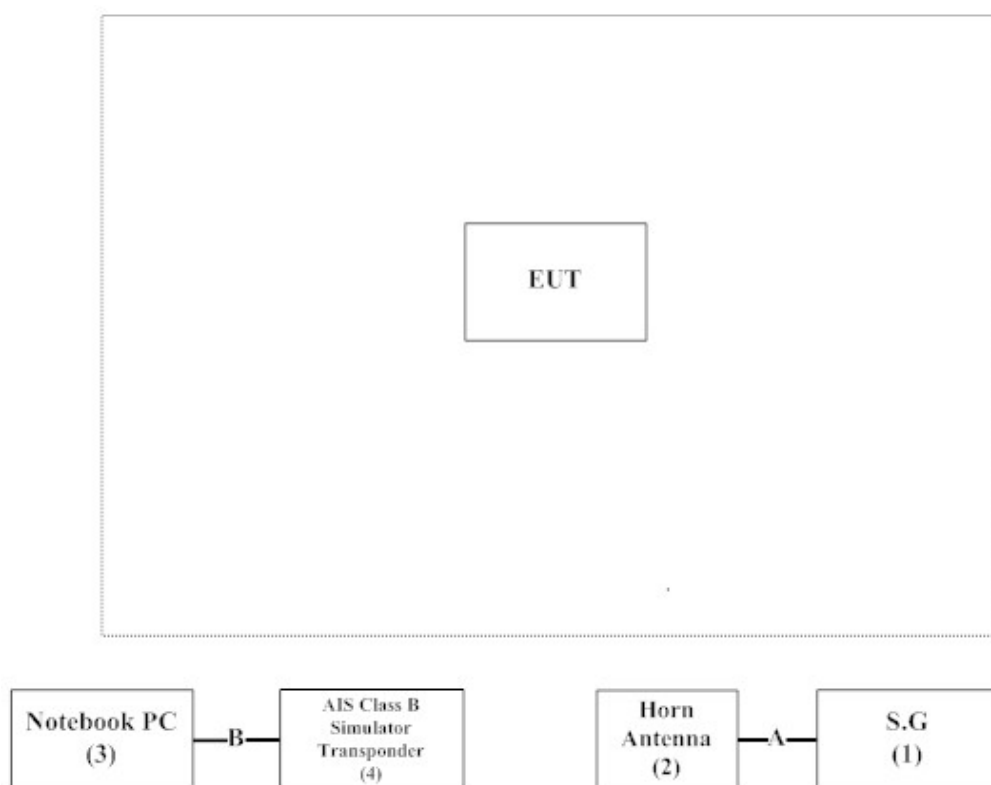 EUT
Notebook PC
(3)
B
AIS Class B
Simulator
Transponder
(4)
Horn
Antenna
(2)
A
S.G
(1)